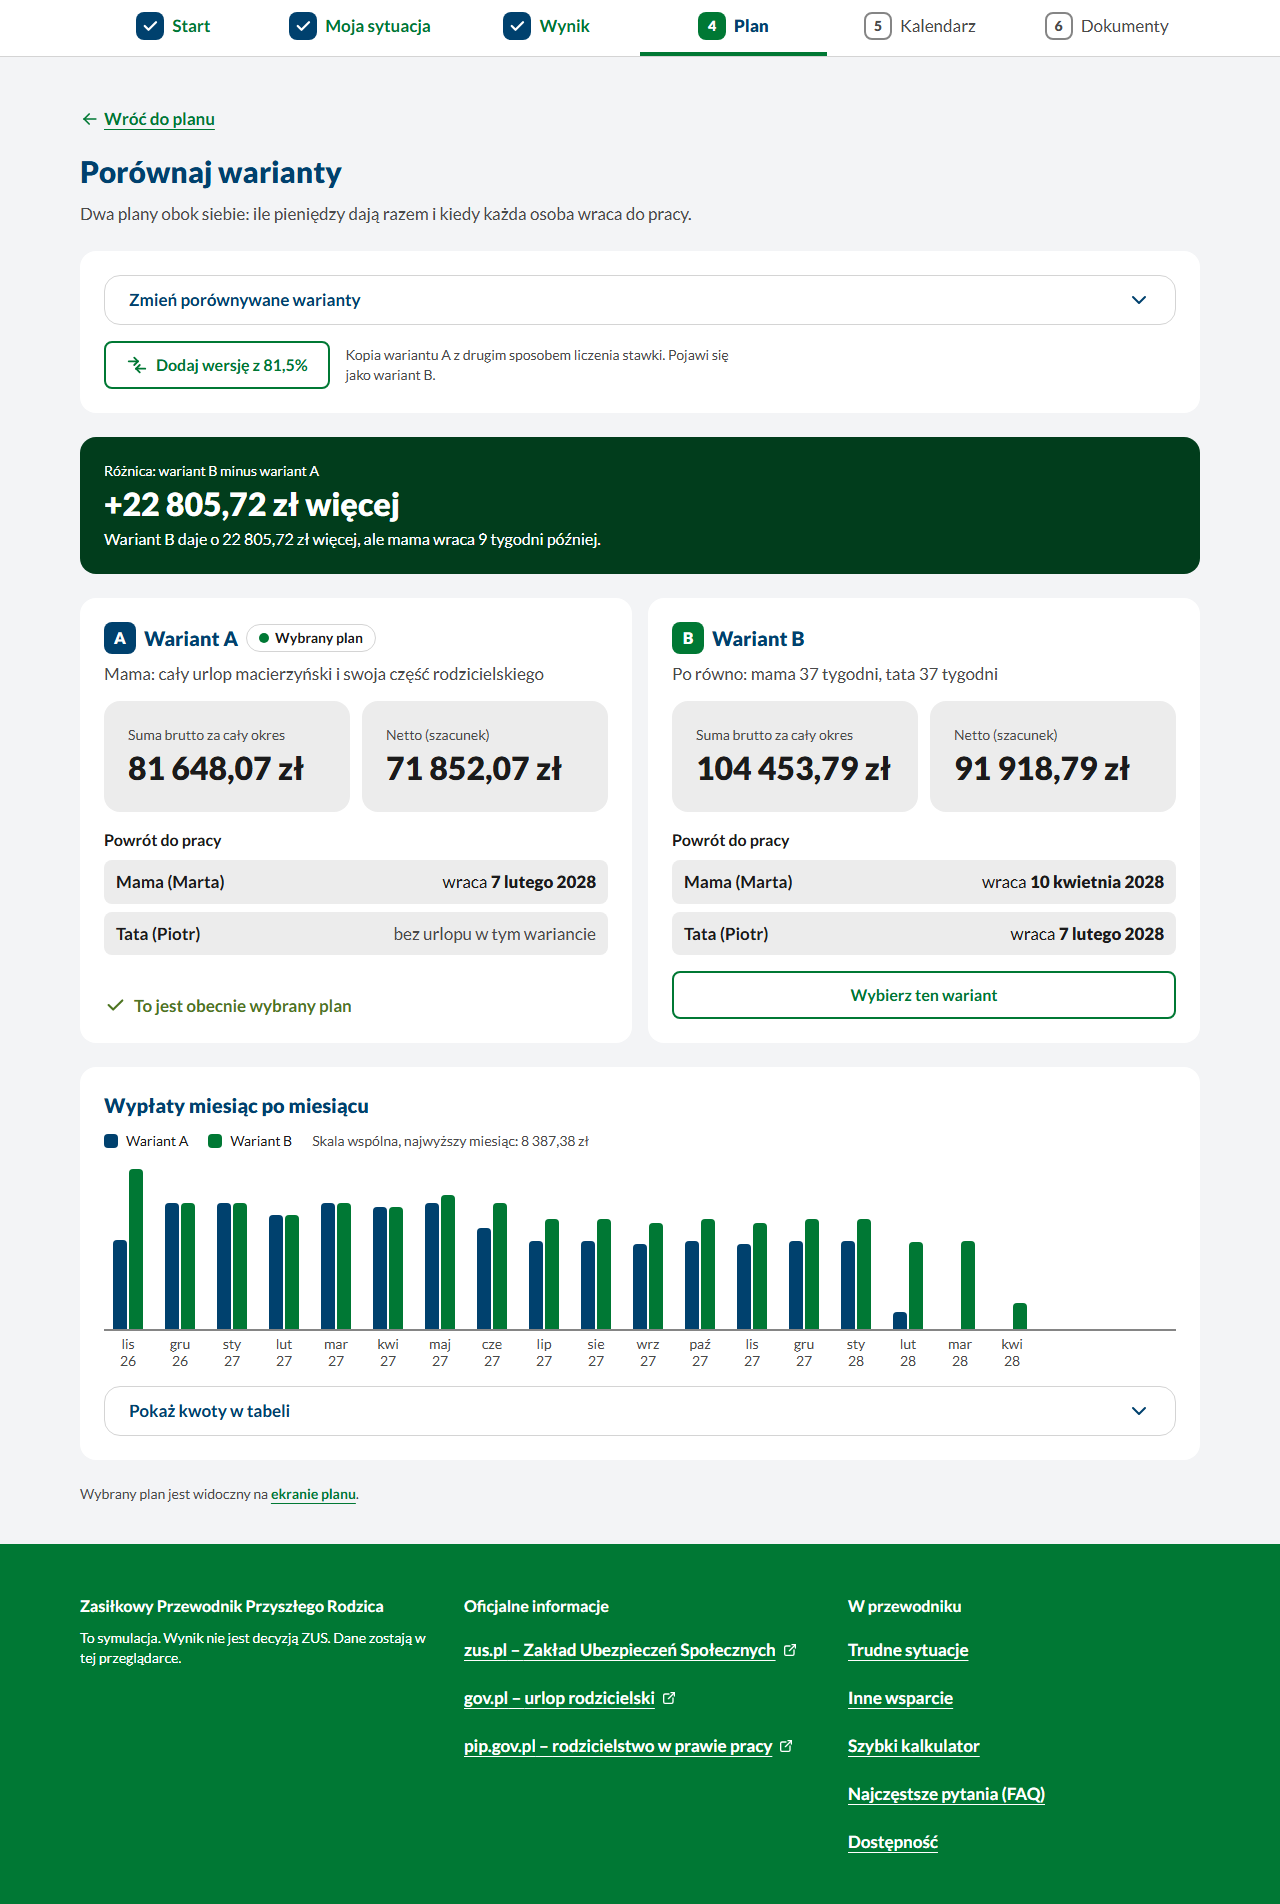 Start
Moja sytuacja
Wynik
4 Plan
5 Kalendarz
6 Dokumenty
Wróć do planu
Porównaj warianty
Dwa plany obok siebie: ile pieniędzy dają razem i kiedy każda osoba wraca do pracy.
Zmień porównywane warianty
Dodaj wersję z 81,5%
Kopia wariantu A z drugim sposobem liczenia stawki. Pojawi się
jako wariant B.
Różnica: wariant B minus wariant A
+22 805,72 zł więcej
Wariant B daje o 22 805,72 zł więcej, ale mama wraca 9 tygodni później.
A Wariant A Wybrany plan
Mama: cały urlop macierzyński i swoja część rodzicielskiego
Suma brutto za cały okres
81 648,07 zł
Netto (szacunek)
71 852,07 zł
Powrót do pracy
Mama (Marta) wraca 7 lutego 2028
Tata (Piotr) bez urlopu w tym wariancie
To jest obecnie wybrany plan
B Wariant B
Po równo: mama 37 tygodni, tata 37 tygodni
Suma brutto za cały okres
104 453,79 zł
Netto (szacunek)
91 918,79 zł
Powrót do pracy
Mama (Marta) wraca 10 kwietnia 2028
Tata (Piotr) wraca 7 lutego 2028
Wybierz ten wariant
Wypłaty miesiąc po miesiącu
Wariant A Wariant B Skala wspólna, najwyższy miesiąc: 8 387,38 zł
lis gru sty lut mar kwi maj cze lip sie wrz paź lis gru sty lut mar kwi
26 26 27 27 27 27 27 27 27 27 27 27 27 27 28 28 28 28
Pokaż kwoty w tabeli
Wybrany plan jest widoczny na ekranie planu.
Zasiłkowy Przewodnik Przyszłego Rodzica
To symulacja. Wynik nie jest decyzją ZUS. Dane zostają w
tej przeglądarce.
Oficjalne informacje
zus.pl – Zakład Ubezpieczeń Społecznych
gov.pl – urlop rodzicielski
pip.gov.pl – rodzicielstwo w prawie pracy
W przewodniku
Trudne sytuacje
Inne wsparcie
Szybki kalkulator
Najczęstsze pytania (FAQ)
Dostępność